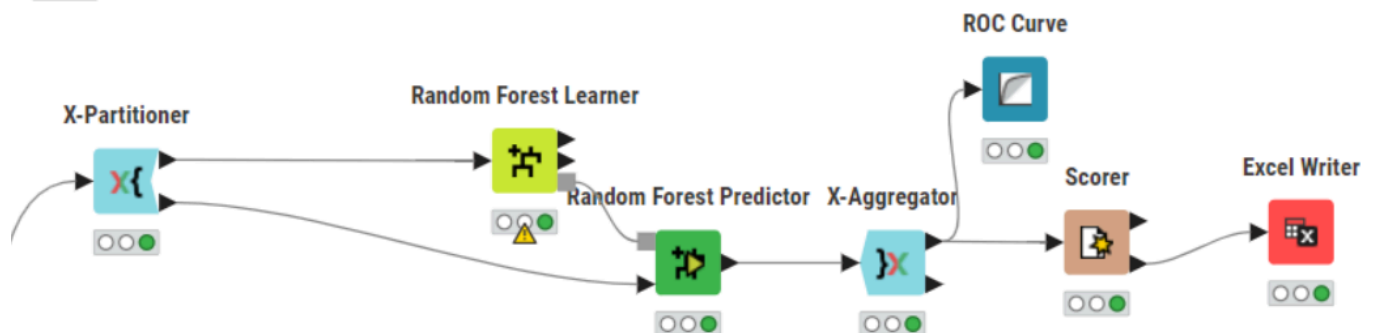 ROC Curve
Random Forest Learner
X-Partitioner
Excel Writer
Scorer
Random Forest Predictor
X-Aggregator